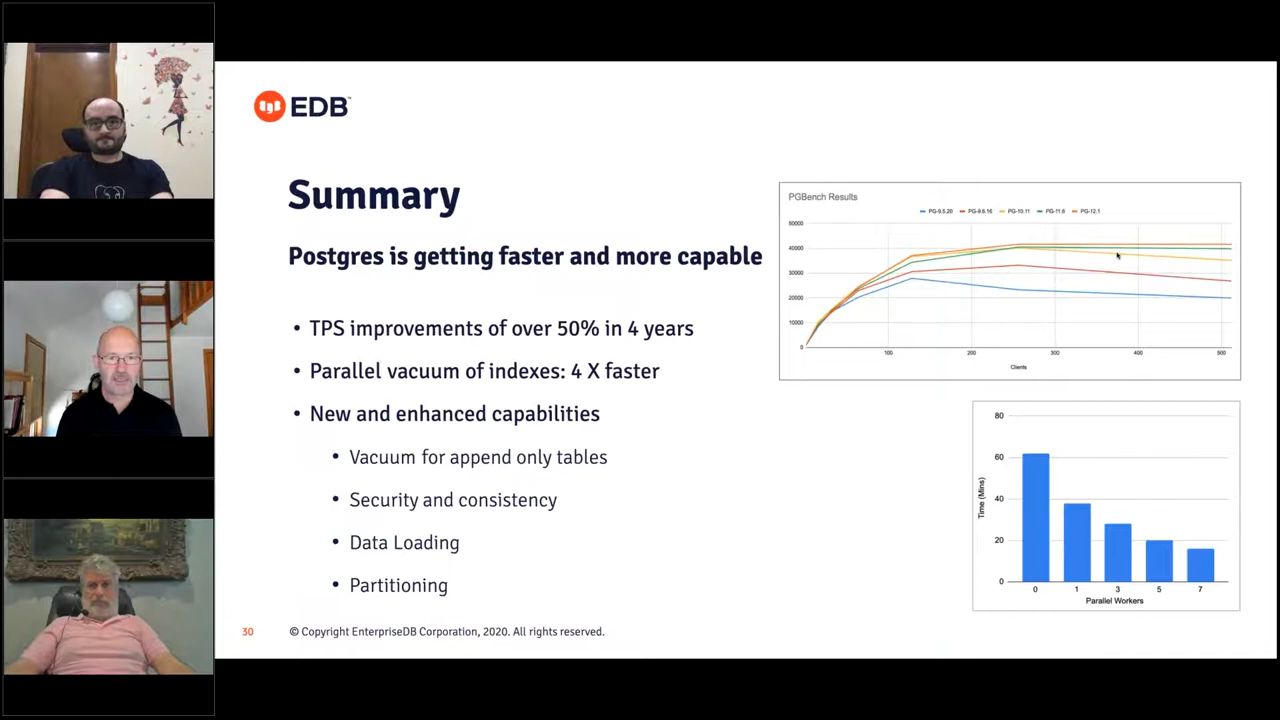 EDB
Summary
Postgres is getting faster and more capable
• TPS improvements of over 50% in 4 years
• Parallel vacuum of indexes: 4 X faster
• New and enhanced capabilities
• Vacuum for append only tables
• Security and consistency
• Data Loading
• Partitioning
30 © Copyright EnterpriseDB Corporation, 2020. All rights reserved.
PGBench Results
PG-9.5.20 PG-9.6.16 PG-10.11 PG-11.6 PG-12.1
50000
40000
30000
20000
10000
0
100 200 300 400 500
Clients
80
60
40
20
0
Time (Mins)
0 1 3 5 7
Parallel Workers